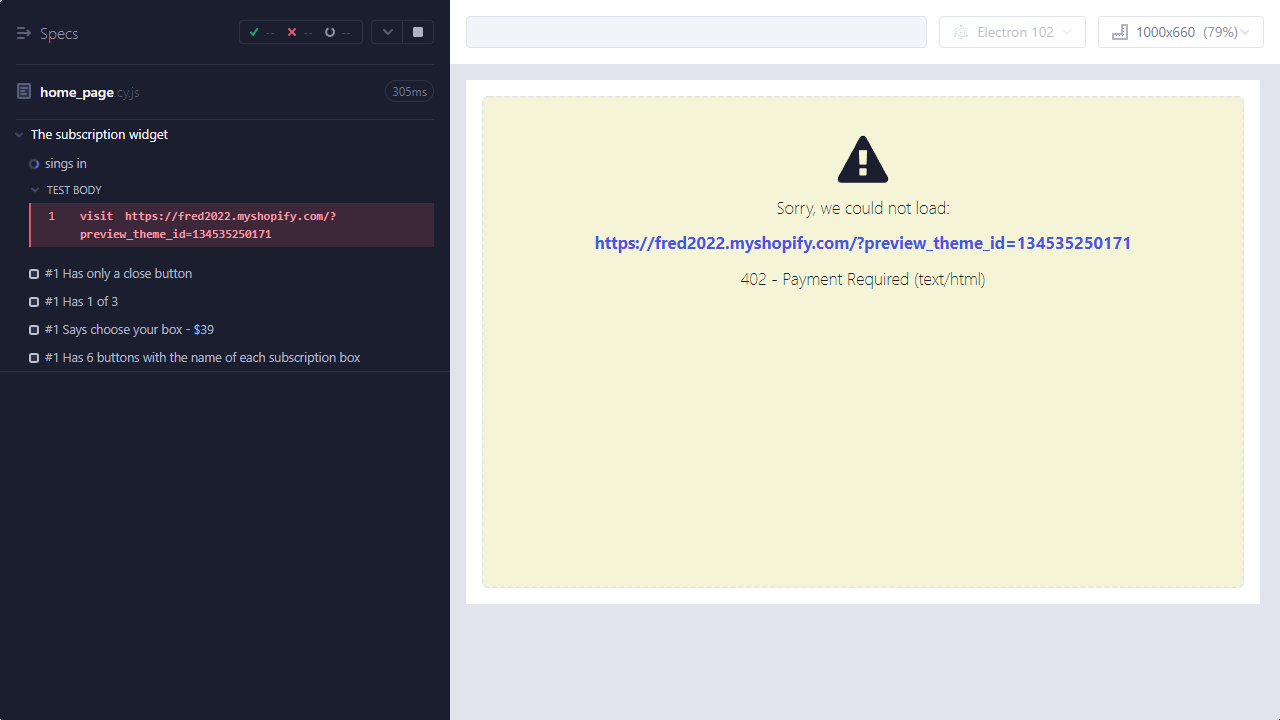 Specs
-- -- --
home_page.cy.js
305ms
The subscription widget
sings in
TEST BODY
1 visit https://fred2022.myshopify.com/?
preview_theme_id=134535250171
#1 Has only a close button
#1 Has 1 of 3
#1 Says choose your box - $39
#1 Has 6 buttons with the name of each subscription box
Electron 102
1000x660 (79%)
Sorry, we could not load:
https://fred2022.myshopify.com/?preview_theme_id=134535250171
402 - Payment Required (text/html)